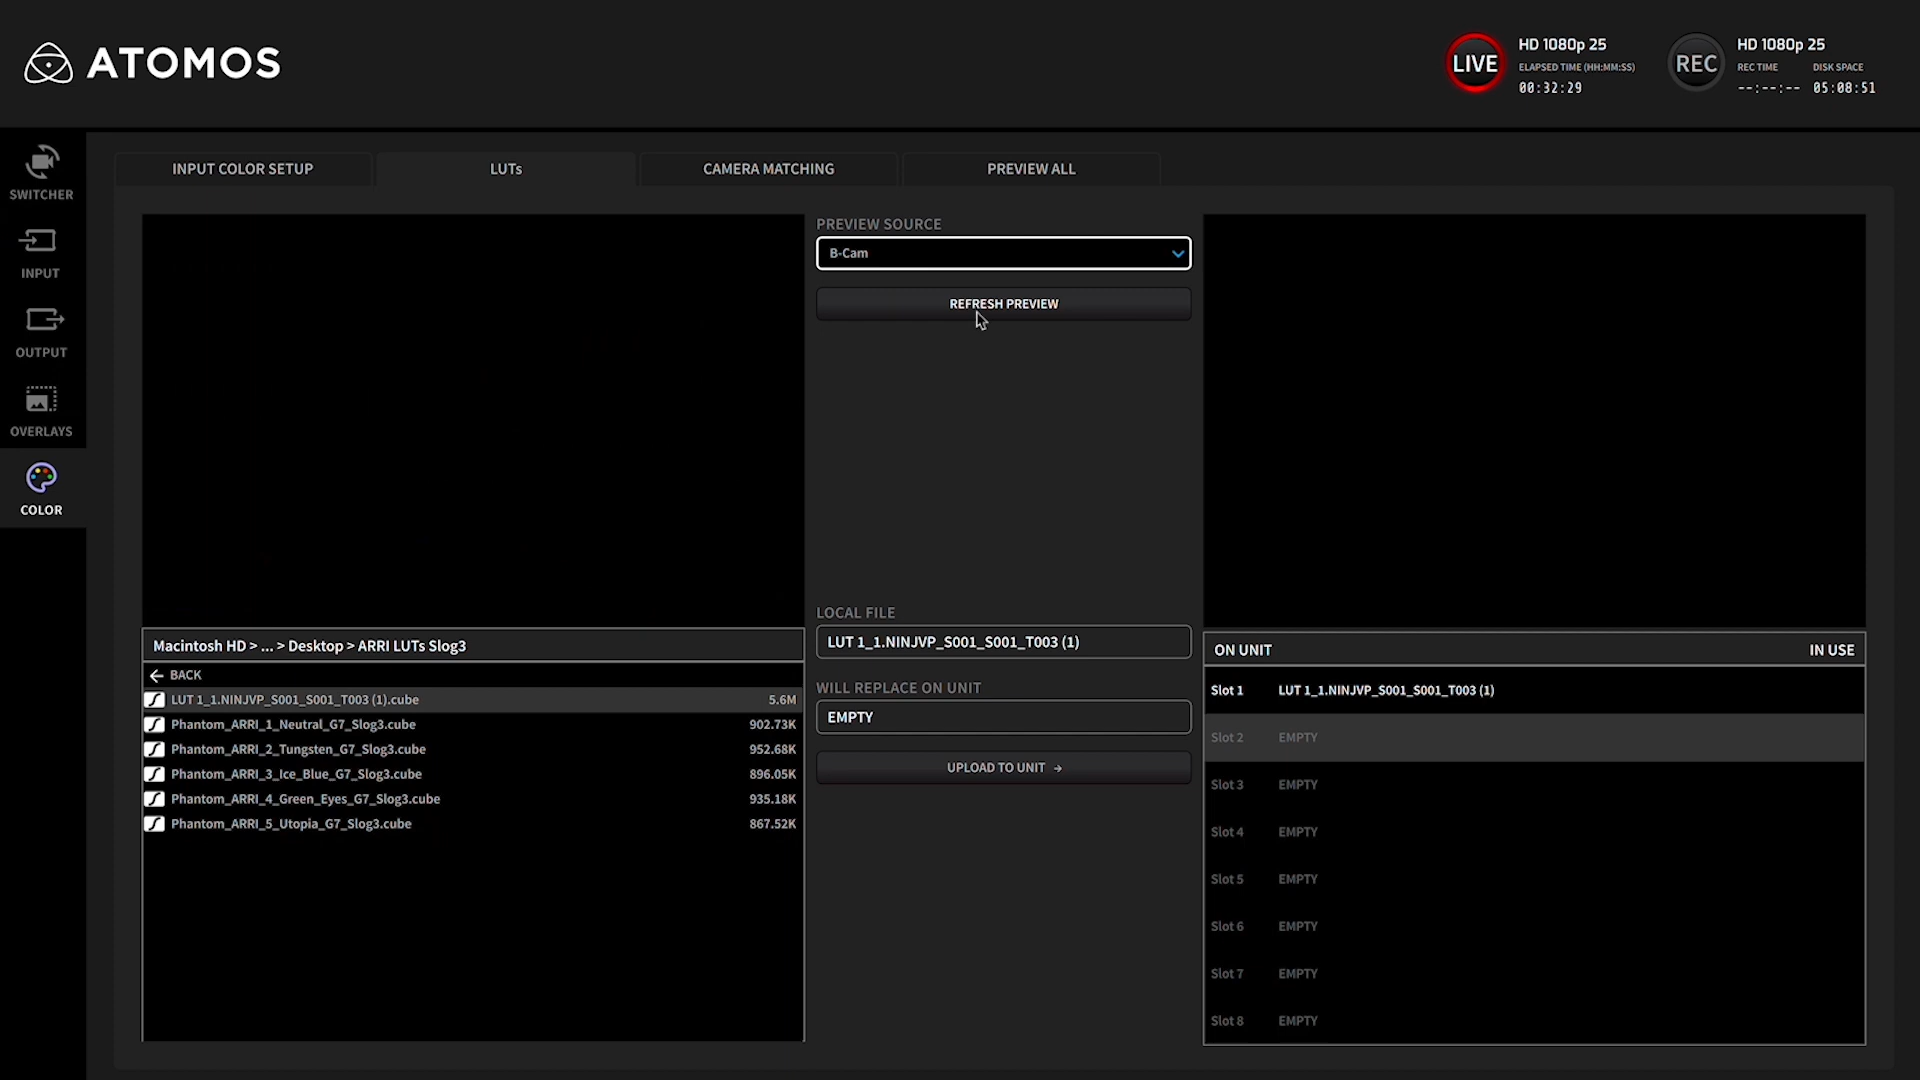 ATOMOS
LIVE
HD 1080p 25
ELAPSED TIME (HH:MM:SS)
00:32:29
REC
HD 1080p 25
REC TIME DISK SPACE
--:--:-- 05:08:51
SWITCHER
INPUT
OUTPUT
OVERLAYS
COLOR
INPUT COLOR SETUP
LUTs
CAMERA MATCHING
PREVIEW ALL
Macintosh HD > ... > Desktop > ARRI LUTs Slog3
← BACK
LUT 1_1.NINJVP_S001_S001_T003 (1).cube 5.6M
Phantom_ARRI_1_Neutral_G7_Slog3.cube 902.73K
Phantom_ARRI_2_Tungsten_G7_Slog3.cube 952.68K
Phantom_ARRI_3_Ice_Blue_G7_Slog3.cube 896.05K
Phantom_ARRI_4_Green_Eyes_G7_Slog3.cube 935.18K
Phantom_ARRI_5_Utopia_G7_Slog3.cube 867.52K
PREVIEW SOURCE
B-Cam
REFRESH PREVIEW
LOCAL FILE
LUT 1_1.NINJVP_S001_S001_T003 (1)
WILL REPLACE ON UNIT
EMPTY
UPLOAD TO UNIT →
ON UNIT IN USE
Slot 1 LUT 1_1.NINJVP_S001_S001_T003 (1)
Slot 2 EMPTY
Slot 3 EMPTY
Slot 4 EMPTY
Slot 5 EMPTY
Slot 6 EMPTY
Slot 7 EMPTY
Slot 8 EMPTY